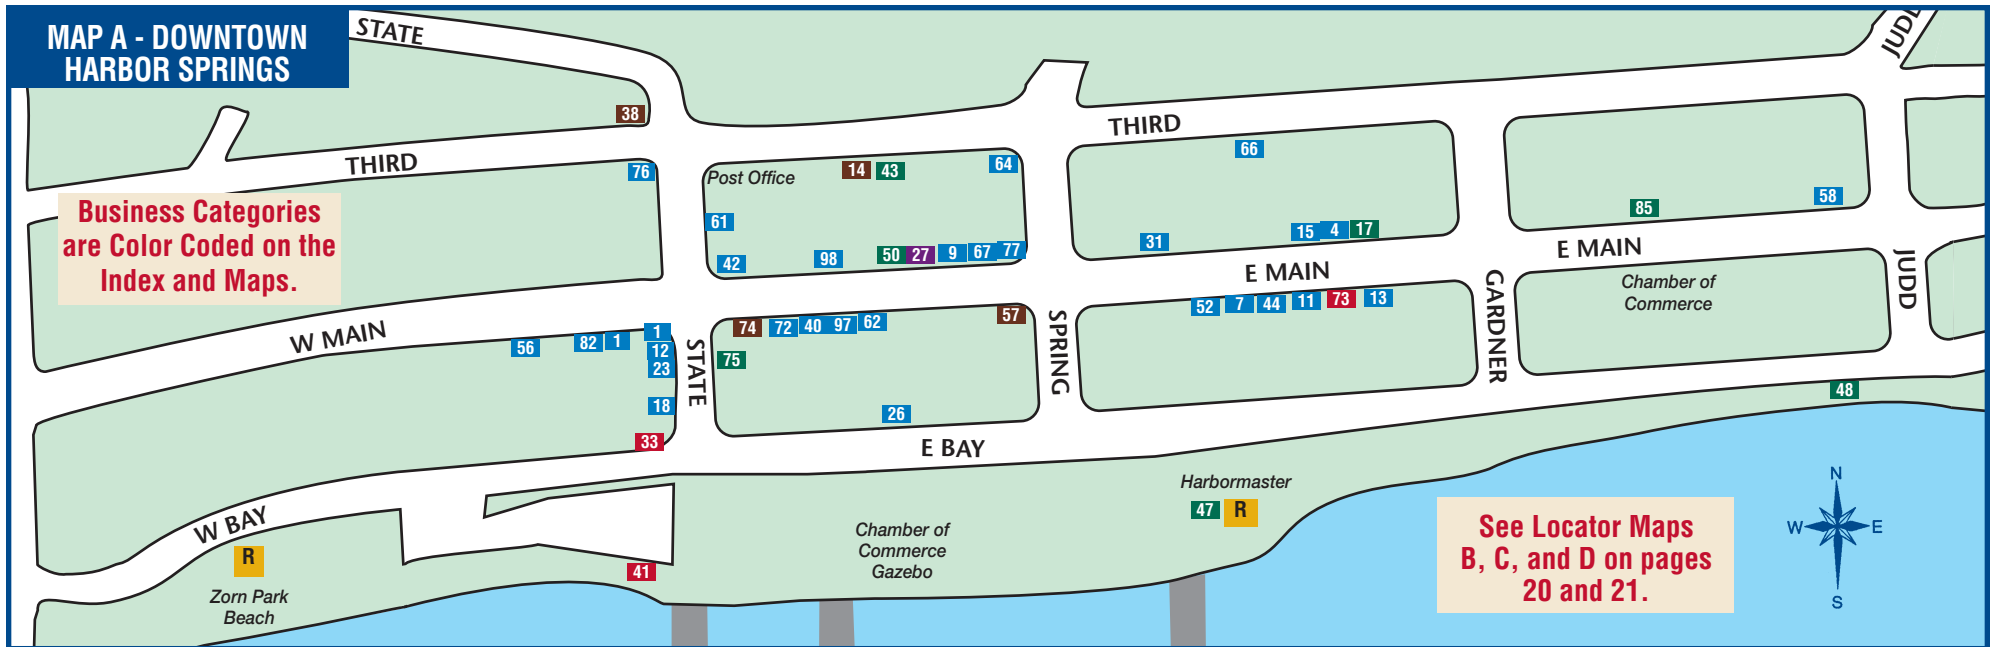 MAP A - DOWNTOWN
HARBOR SPRINGS
STATE
JUDD
38
THIRD
THIRD
76
Post Office
14
43
64
66
61
42
98
50
27
9
67
77
31
15
4
17
85
58
Business Categories
are Color Coded on the
Index and Maps.
E MAIN
E MAIN
W MAIN
56
82
1
1
12
23
18
33
STATE
74
72
40
97
62
57
75
26
SPRING
52
7
44
11
73
13
GARDNER
Chamber of
Commerce
JUDD
48
E BAY
W BAY
R
Zorn Park
Beach
41
Chamber of
Commerce
Gazebo
Harbormaster
47
R
See Locator Maps
B, C, and D on pages
20 and 21.
N
W
E
S